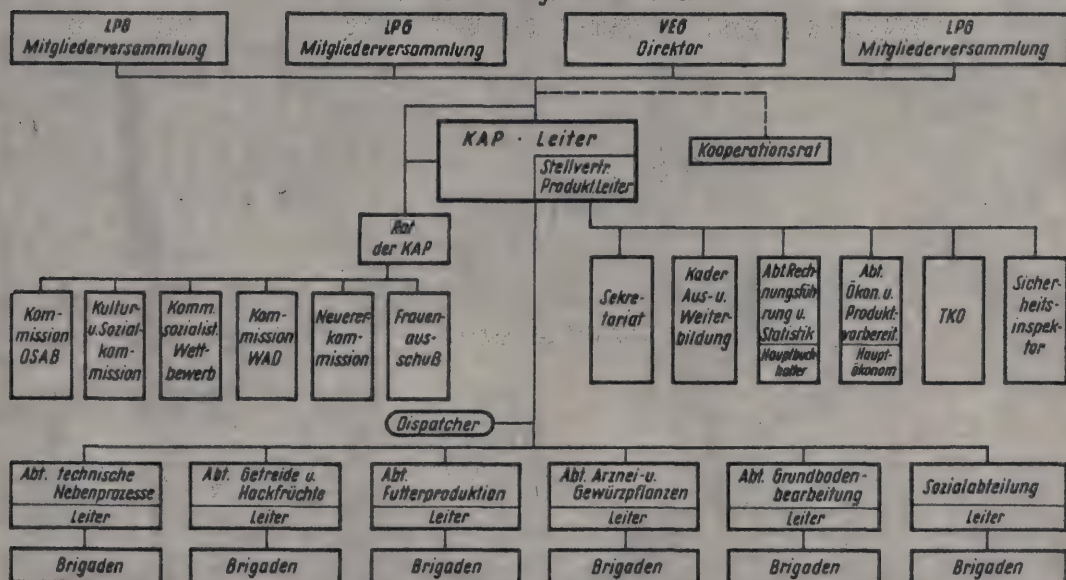 LPG
Mitgliederversammlung
LPG
Mitgliederversammlung
VEG
Direktor
LPG
Mitgliederversammlung
KAP - Leiter
Stellvertr.
Produkt.Leiter
Kooperationsrat
Rat
der KAP
Kom-
mission
OSAB
Kultur-
u.Sozial-
kom-
mission
Komm.
sozialist.
Wett-
bewerb
Kom-
mission
WAD
Neuerer-
kom-
mission
Frauen-
aus-
schuß
Sekre-
tariat
Kader
Aus- u.
Weiter-
bildung
Abt.Rech-
nungsfüh-
rung u.
Statistik
Hauptbuch-
halter
Abt.
Ökon. u.
Produkt.
vorbereit.
Haupt-
ökonom
TKO
Sicher-
heits-
inspek-
tor
Dispatcher
Abt. technische
Nebenprozesse
Leiter
Abt. Getreide u.
Hackfrüchte
Leiter
Abt.
Futterproduktion
Leiter
Abt. Arznei-u.
Gewürzpflanzen
Leiter
Abt. Grundboden-
bearbeitung
Leiter
Sozialabteilung
Leiter
Brigaden
Brigaden
Brigaden
Brigaden
Brigaden
Brigaden